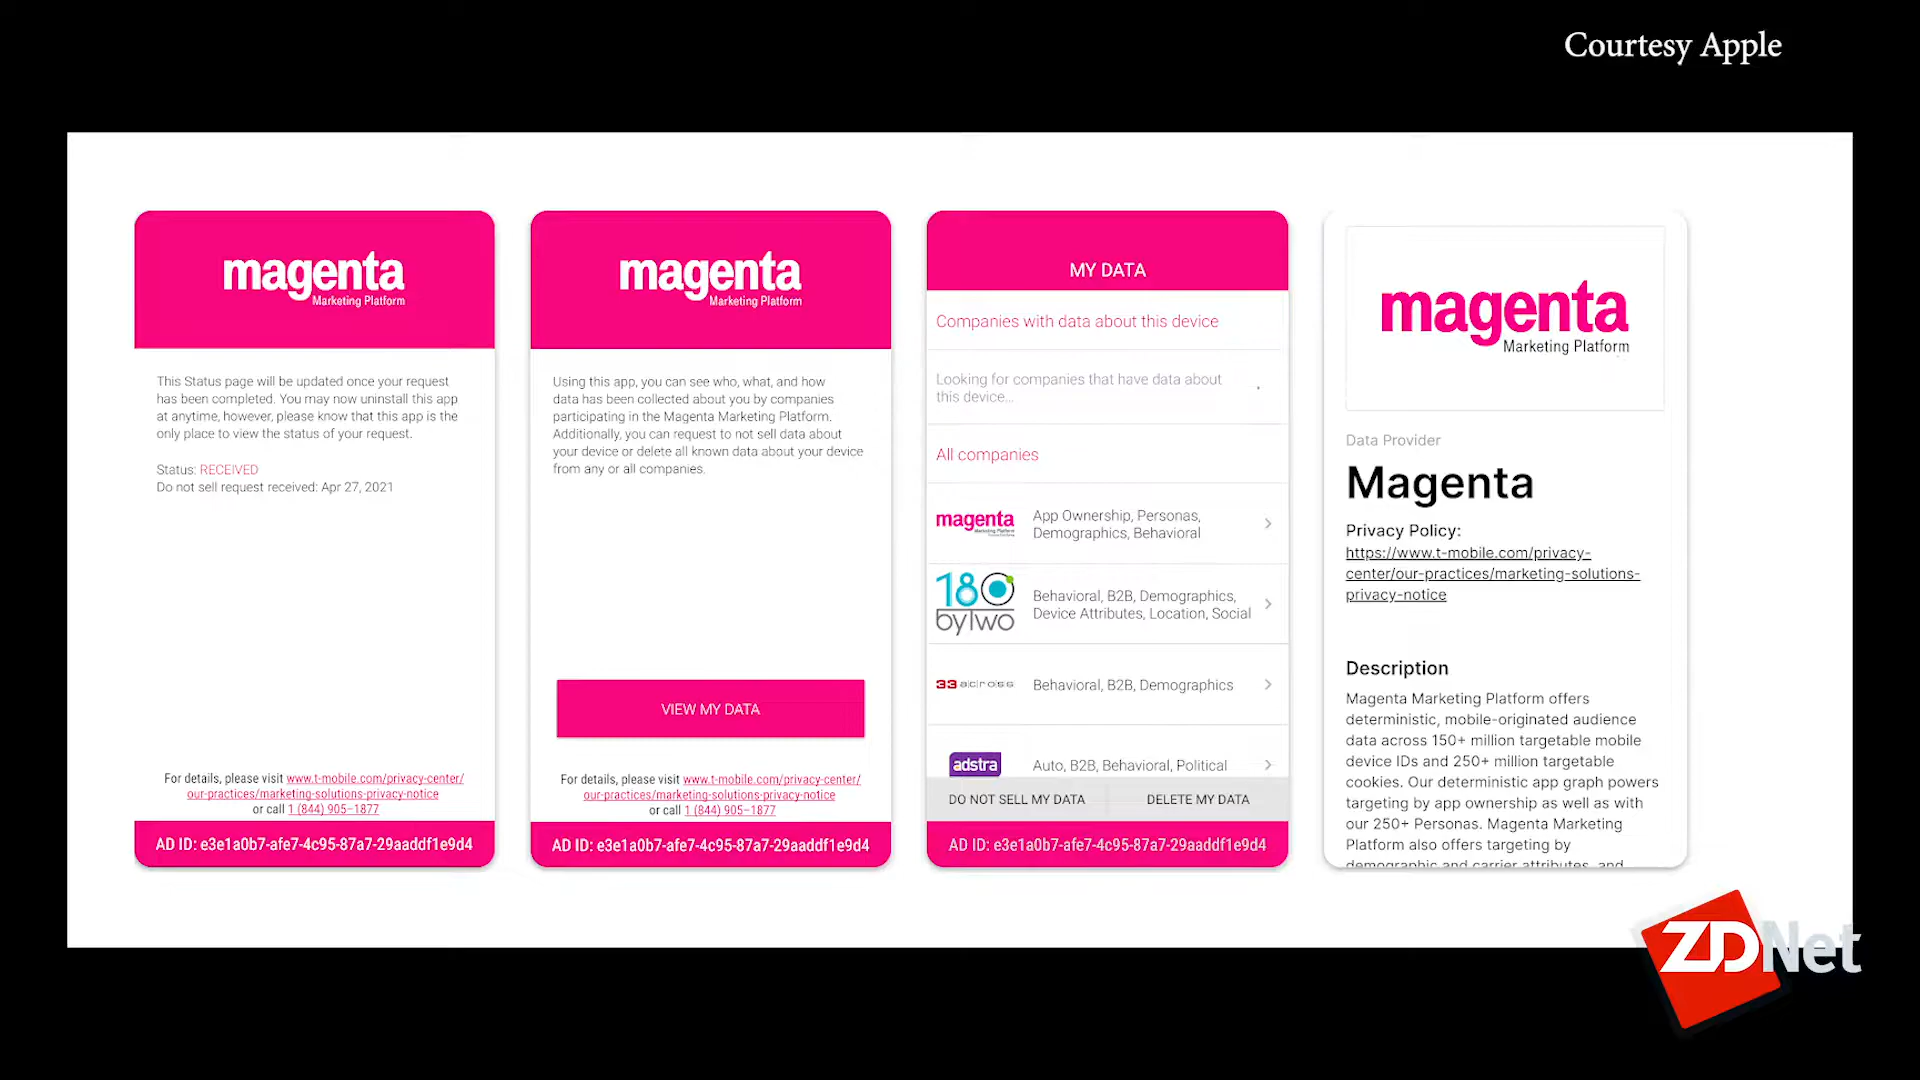 Courtesy Apple
magenta
Marketing Platform
This Status page will be updated once your request
has been completed. You may now uninstall this app
at anytime, however, please know that this app is the
only place to view the status of your request.
Status: RECEIVED
Do not sell request received: Apr 27, 2021
For details, please visit www.t-mobile.com/privacy-center/
our-practices/marketing-solutions-privacy-notice
or call 1 (844) 905-1877
AD ID: e3e1a0b7-afe7-4c95-87a7-29aaddf1e9d4
magenta
Marketing Platform
Using this app, you can see who, what, and how
data has been collected about you by companies
participating in the Magenta Marketing Platform.
Additionally, you can request to not sell data about
your device or delete all known data about your device
from any or all companies.
VIEW MY DATA
For details, please visit www.t-mobile.com/privacy-center/
our-practices/marketing-solutions-privacy-notice
or call 1 (844) 905-1877
AD ID: e3e1a0b7-afe7-4c95-87a7-29aaddf1e9d4
MY DATA
Companies with data about this device
Looking for companies that have data about
this device...
All companies
magenta
App Ownership, Personas,
Demographics, Behavioral
180
byTwo
Behavioral, B2B, Demographics,
Device Attributes, Location, Social
33across
Behavioral, B2B, Demographics
adstra
Auto, B2B, Behavioral, Political
DO NOT SELL MY DATA
DELETE MY DATA
AD ID: e3e1a0b7-afe7-4c95-87a7-29aaddf1e9d4
magenta
Marketing Platform
Data Provider
Magenta
Privacy Policy:
https://www.t-mobile.com/privacy-
center/our-practices/marketing-solutions-
privacy-notice
Description
Magenta Marketing Platform offers
deterministic, mobile-originated audience
data across 150+ million targetable mobile
device IDs and 250+ million targetable
cookies. Our deterministic app graph powers
targeting by app ownership as well as with
our 250+ Personas. Magenta Marketing
Platform also offers targeting by
demographic and carrier attributes, and
ZDNet